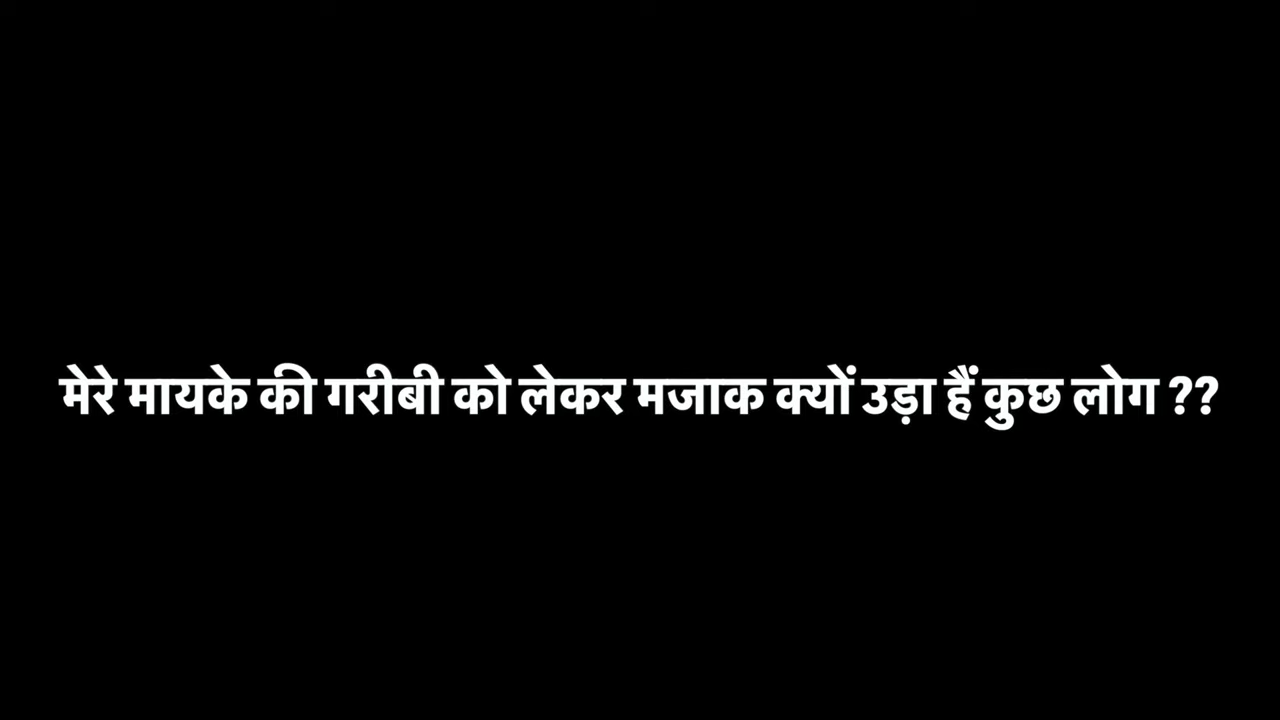 मेरे मायके की गरीबी को लेकर मजाक क्यों उड़ा हैं कुछ लोग ??